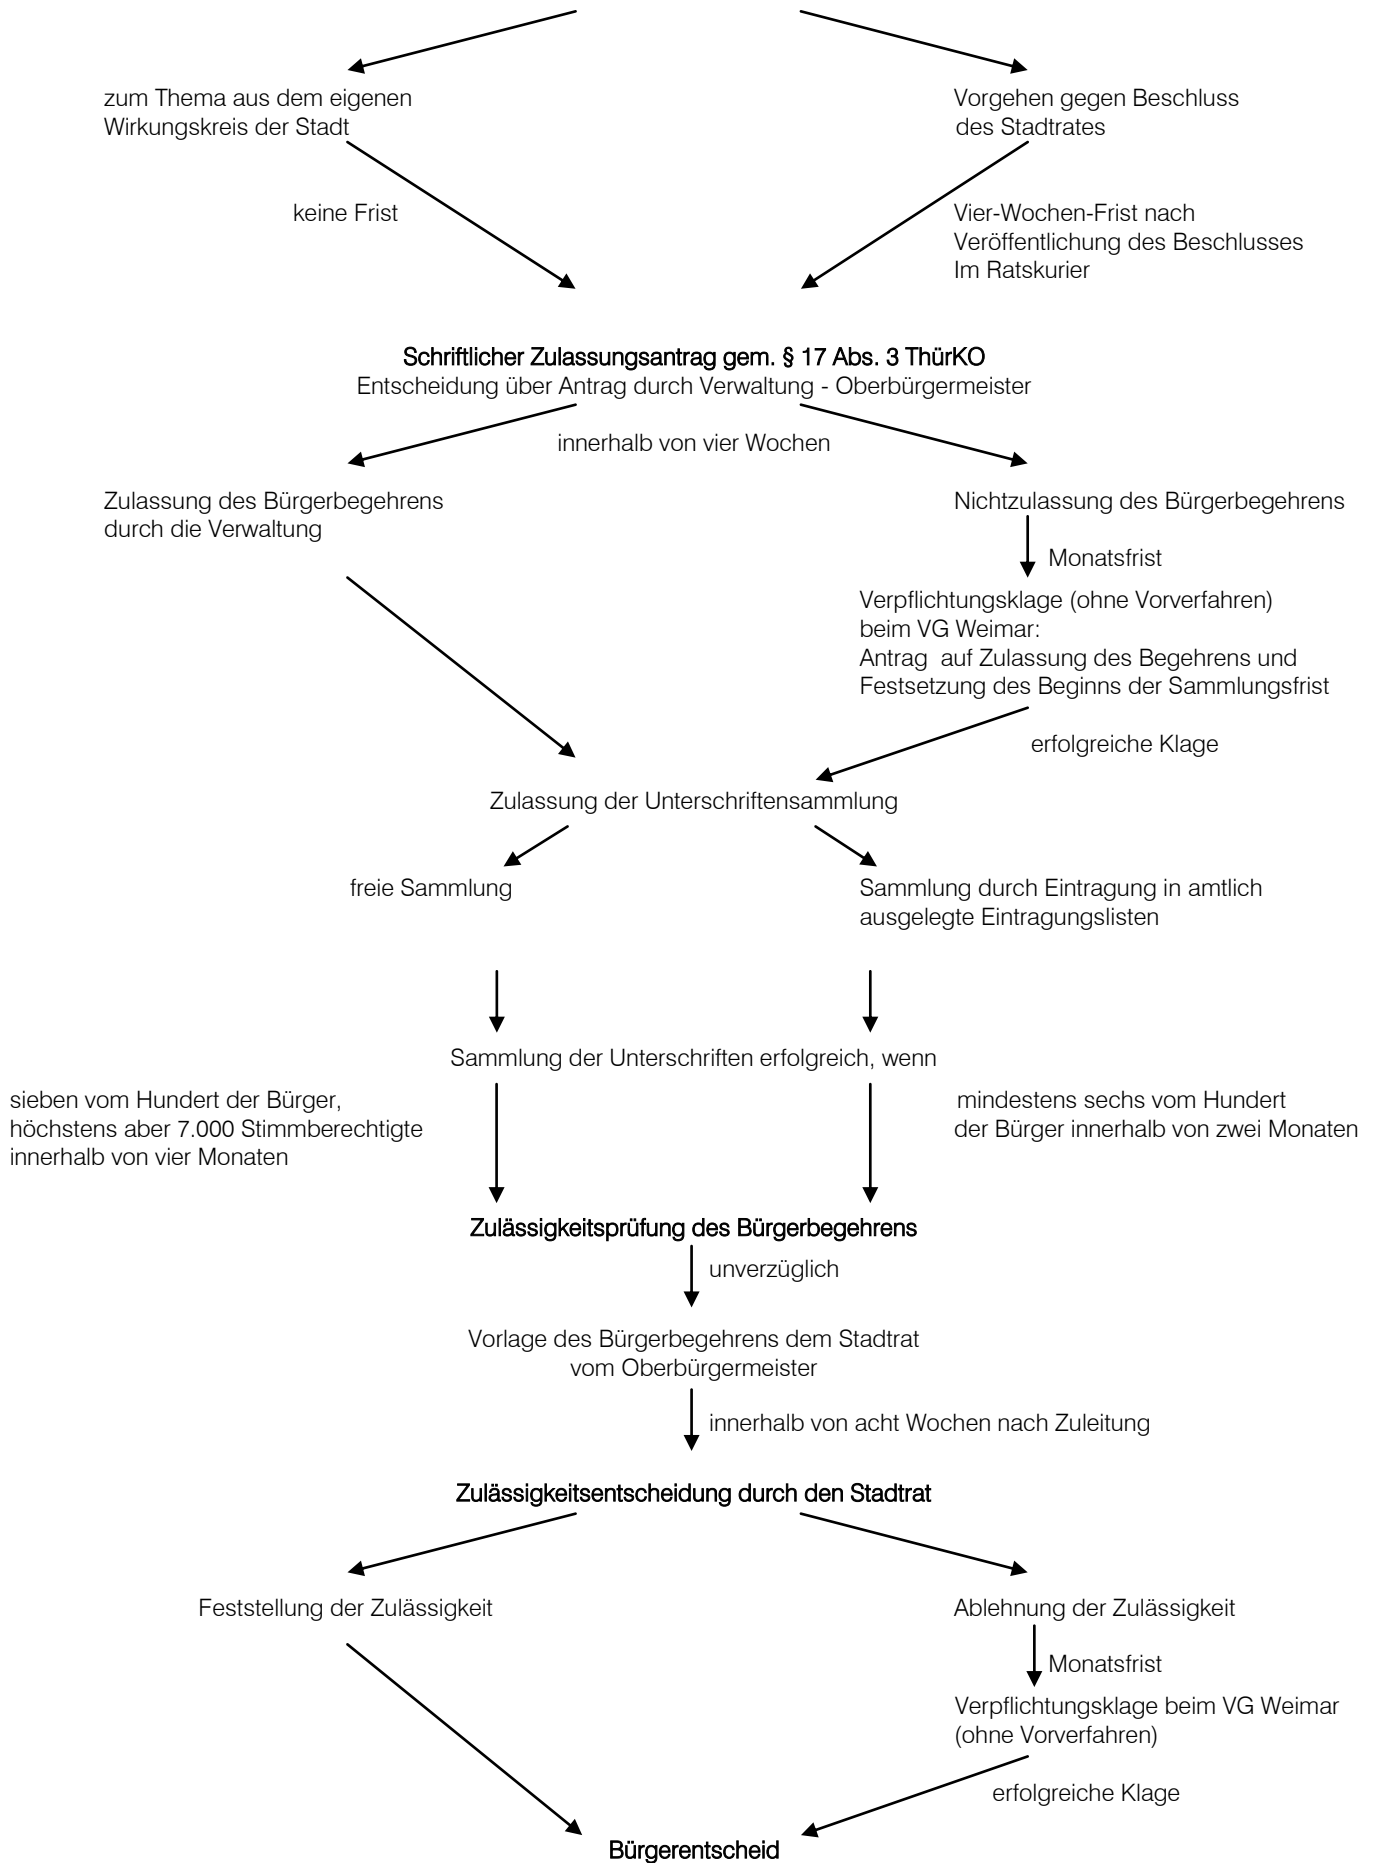 zum Thema aus dem eigenen
Wirkungskreis der Stadt
Vorgehen gegen Beschluss
des Stadtrates
keine Frist
Vier-Wochen-Frist nach
Veröffentlichung des Beschlusses
Im Ratskurier
Schriftlicher Zulassungsantrag gem. § 17 Abs. 3 ThürKO
Entscheidung über Antrag durch Verwaltung - Oberbürgermeister
innerhalb von vier Wochen
Zulassung des Bürgerbegehrens
durch die Verwaltung
Nichtzulassung des Bürgerbegehrens
Monatsfrist
Verpflichtungsklage (ohne Vorverfahren)
beim VG Weimar:
Antrag auf Zulassung des Begehrens und
Festsetzung des Beginns der Sammlungsfrist
erfolgreiche Klage
Zulassung der Unterschriftensammlung
freie Sammlung
Sammlung durch Eintragung in amtlich
ausgelegte Eintragungslisten
Sammlung der Unterschriften erfolgreich, wenn
sieben vom Hundert der Bürger,
höchstens aber 7.000 Stimmberechtigte
innerhalb von vier Monaten
mindestens sechs vom Hundert
der Bürger innerhalb von zwei Monaten
Zulässigkeitsprüfung des Bürgerbegehrens
unverzüglich
Vorlage des Bürgerbegehrens dem Stadtrat
vom Oberbürgermeister
innerhalb von acht Wochen nach Zuleitung
Zulässigkeitsentscheidung durch den Stadtrat
Feststellung der Zulässigkeit
Ablehnung der Zulässigkeit
Monatsfrist
Verpflichtungsklage beim VG Weimar
(ohne Vorverfahren)
erfolgreiche Klage
Bürgerentscheid